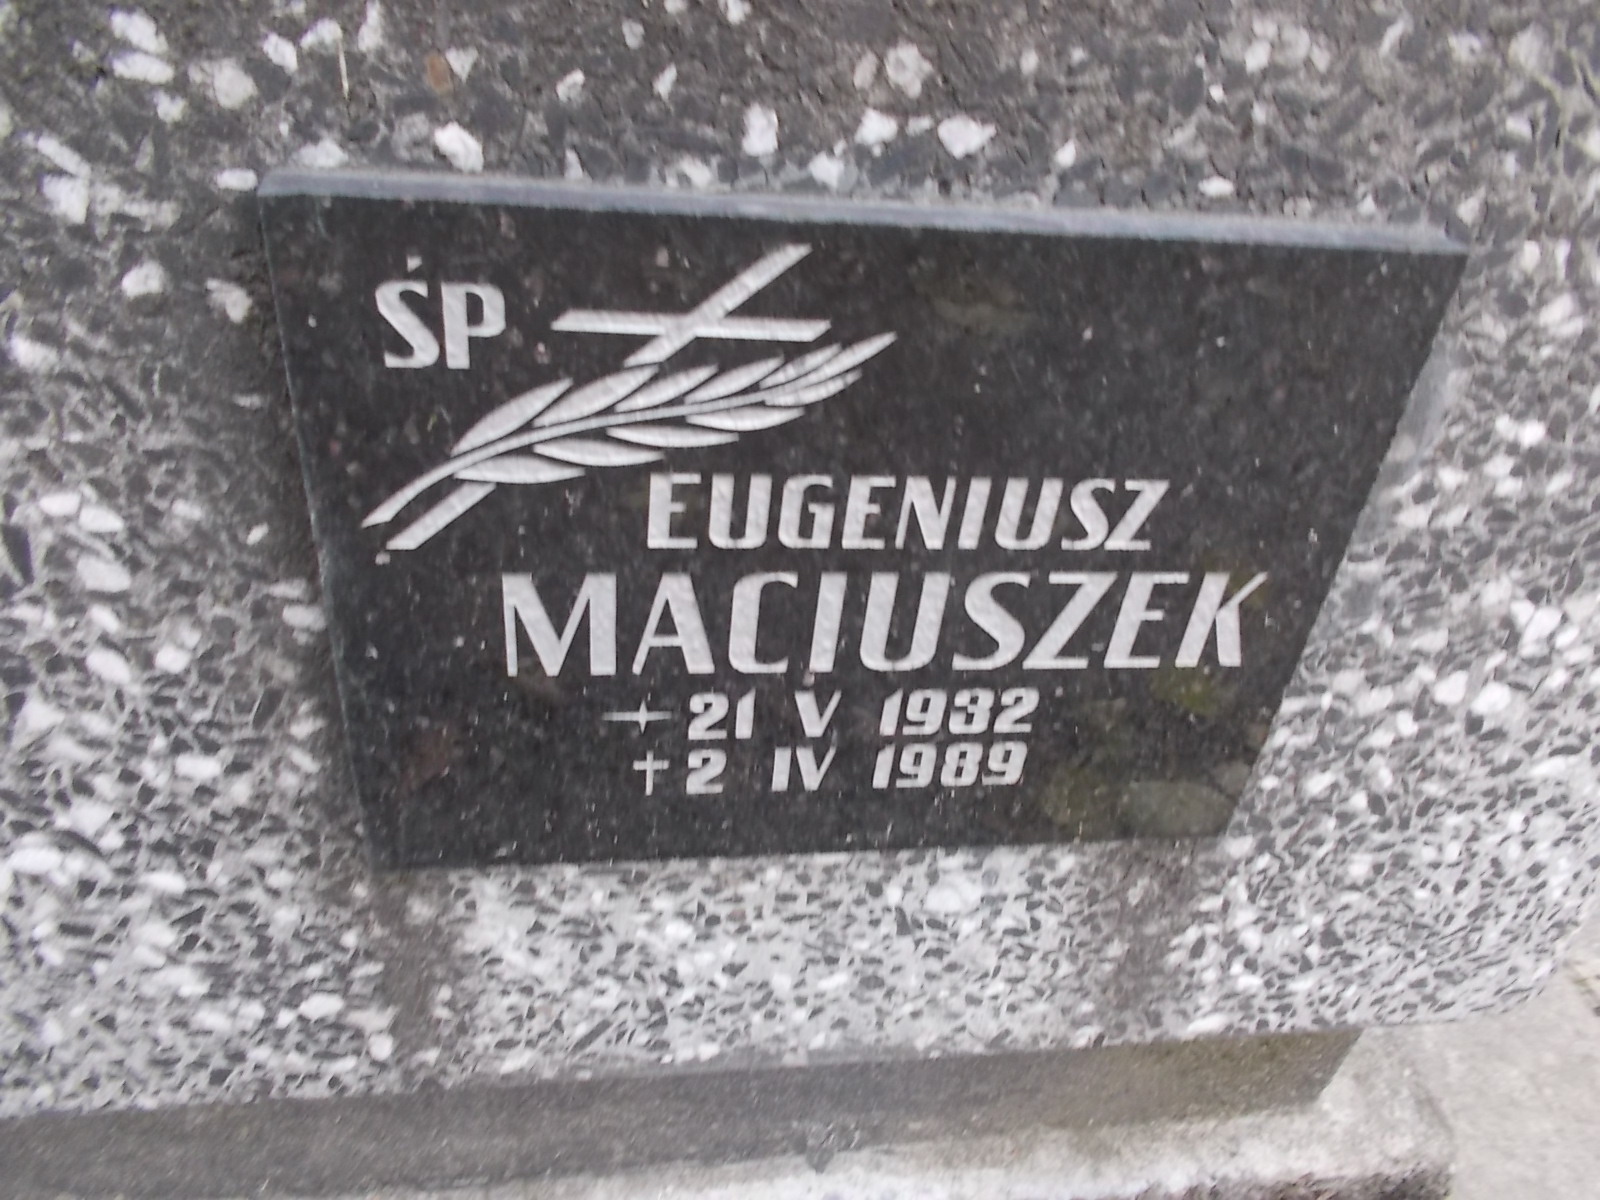 ŚP
EUGENIUSZ
MACIUSZEK
✦ 21 V 1932
✝ 2 IV 1989